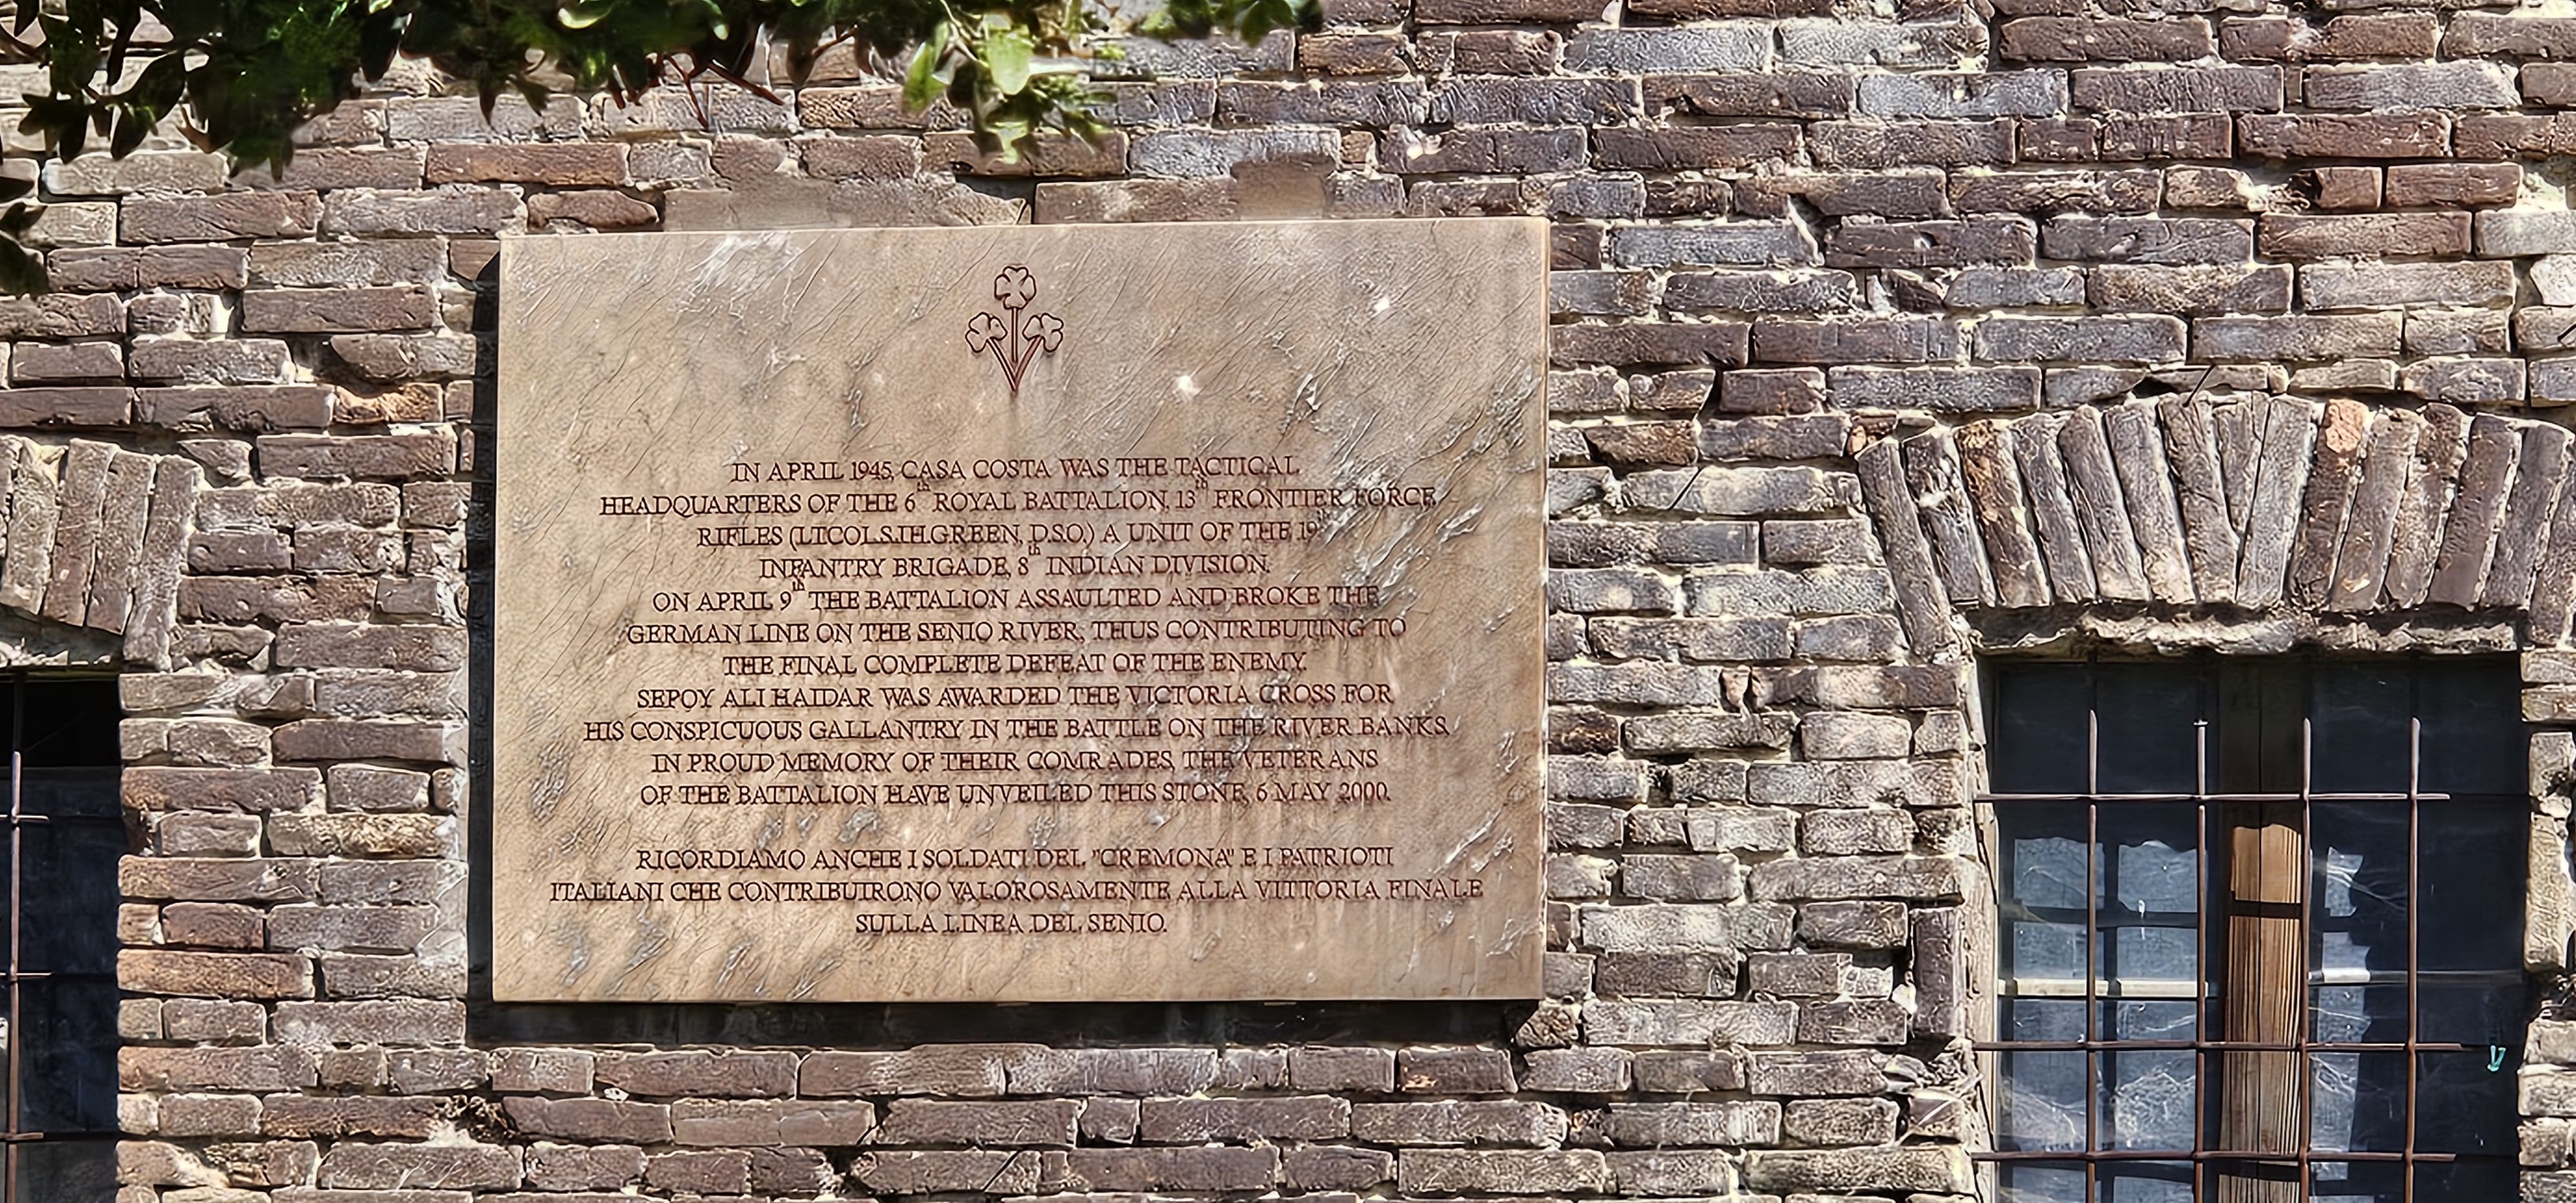 IN APRIL 1945, CASA COSTA WAS THE TACTICAL
HEADQUARTERS OF THE 6th ROYAL BATTALION, 13th FRONTIER FORCE
RIFLES (LT.COL.S.J.H.GREEN, D.S.O.) A UNIT OF THE 19th
INFANTRY BRIGADE, 8th INDIAN DIVISION.
ON APRIL 9th THE BATTALION ASSAULTED AND BROKE THE
GERMAN LINE ON THE SENIO RIVER, THUS CONTRIBUTING TO
THE FINAL COMPLETE DEFEAT OF THE ENEMY.
SEPOY ALI HAIDAR WAS AWARDED THE VICTORIA CROSS FOR
HIS CONSPICUOUS GALLANTRY IN THE BATTLE ON THE RIVER BANKS.
IN PROUD MEMORY OF THEIR COMRADES, THE VETERANS
OF THE BATTALION HAVE UNVEILED THIS STONE, 6 MAY 2000.
RICORDIAMO ANCHE I SOLDATI DEL "CREMONA" E I PATRIOTI
ITALIANI CHE CONTRIBUIRONO VALOROSAMENTE ALLA VITTORIA FINALE
SULLA LINEA DEL SENIO.